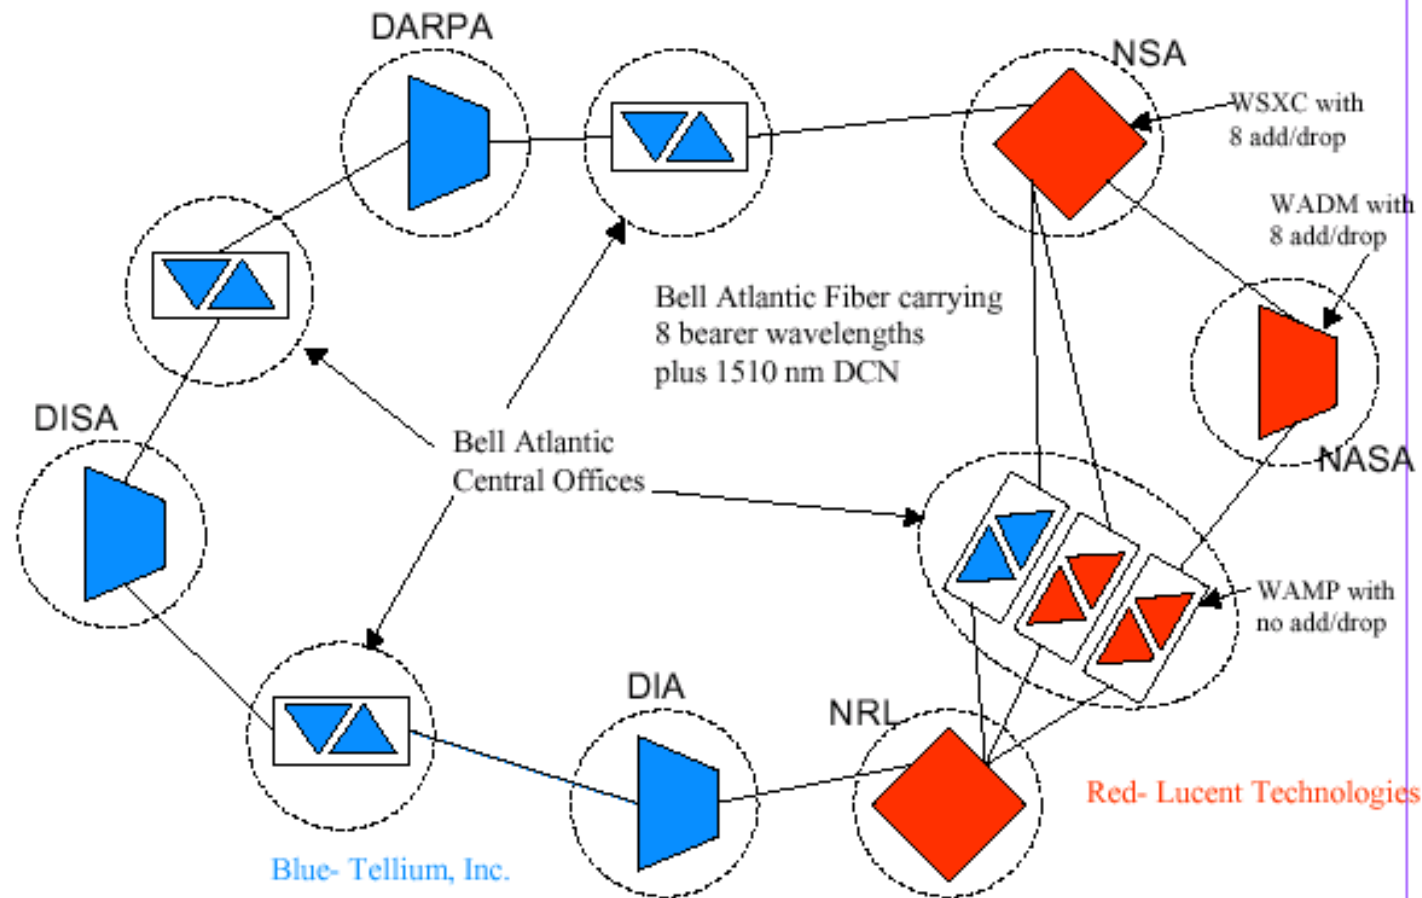 DARPA
NSA
WSXC with
8 add/drop
WADM with
8 add/drop
Bell Atlantic Fiber carrying
8 bearer wavelengths
plus 1510 nm DCN
DISA
Bell Atlantic
Central Offices
NASA
WAMP with
no add/drop
DIA
NRL
Red- Lucent Technologies
Blue- Tellium, Inc.